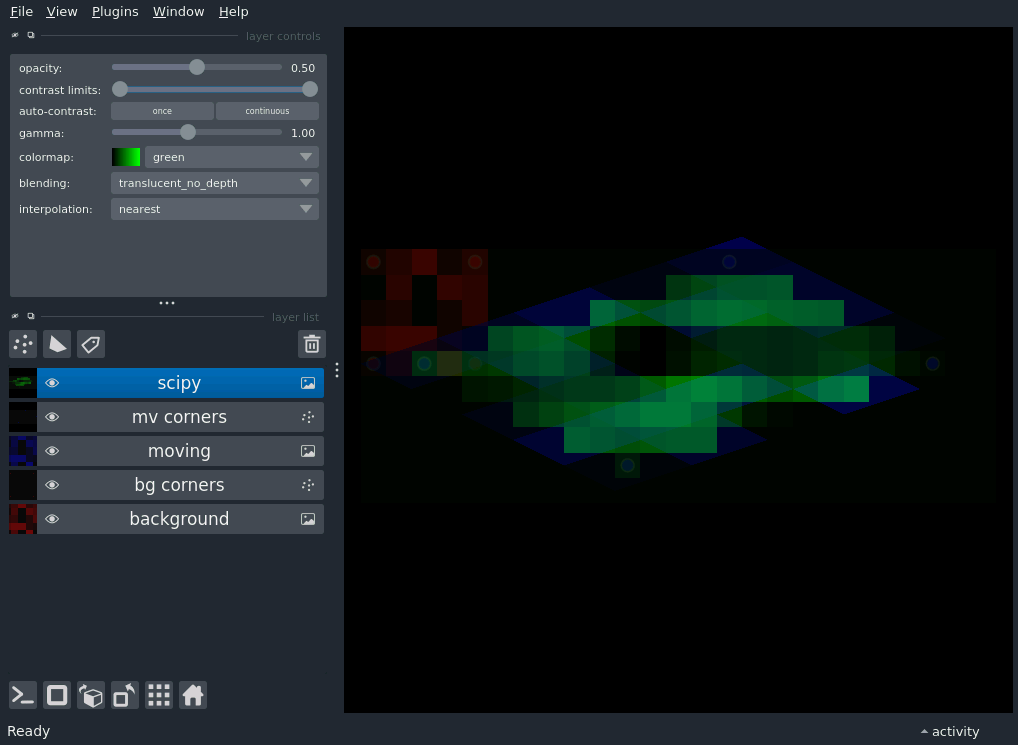 File View Plugins Window Help
layer controls
opacity: 0.50
contrast limits:
auto-contrast: once continuous
gamma: 1.00
colormap: green
blending: translucent_no_depth
interpolation: nearest
layer list
scipy
mv corners
moving
bg corners
background
Ready
activity